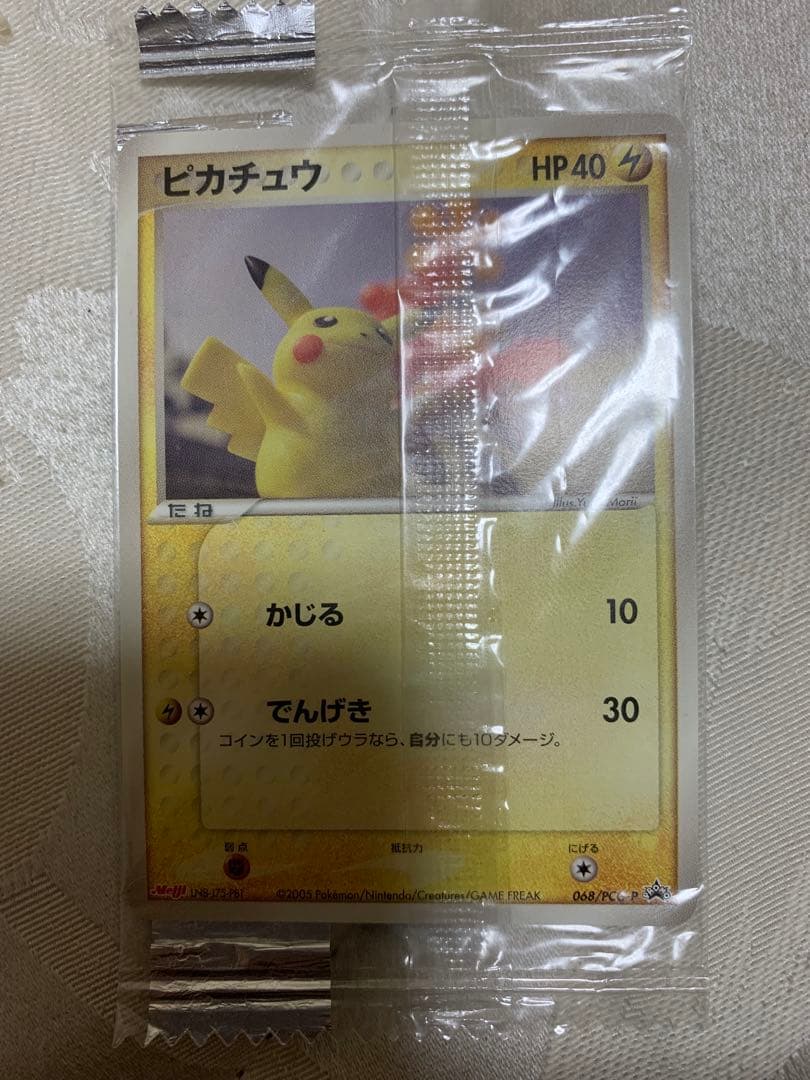 ピカチュウ HP40
たね Illus. Morii
かじる 10
でんげき 30
コインを1回投げウラなら、自分にも10ダメージ。
弱点 抵抗力 にげる
Meiji LNB-J75-PB1 ©2005 Pokémon/Nintendo/Creatures/GAME FREAK 068/PCG-P